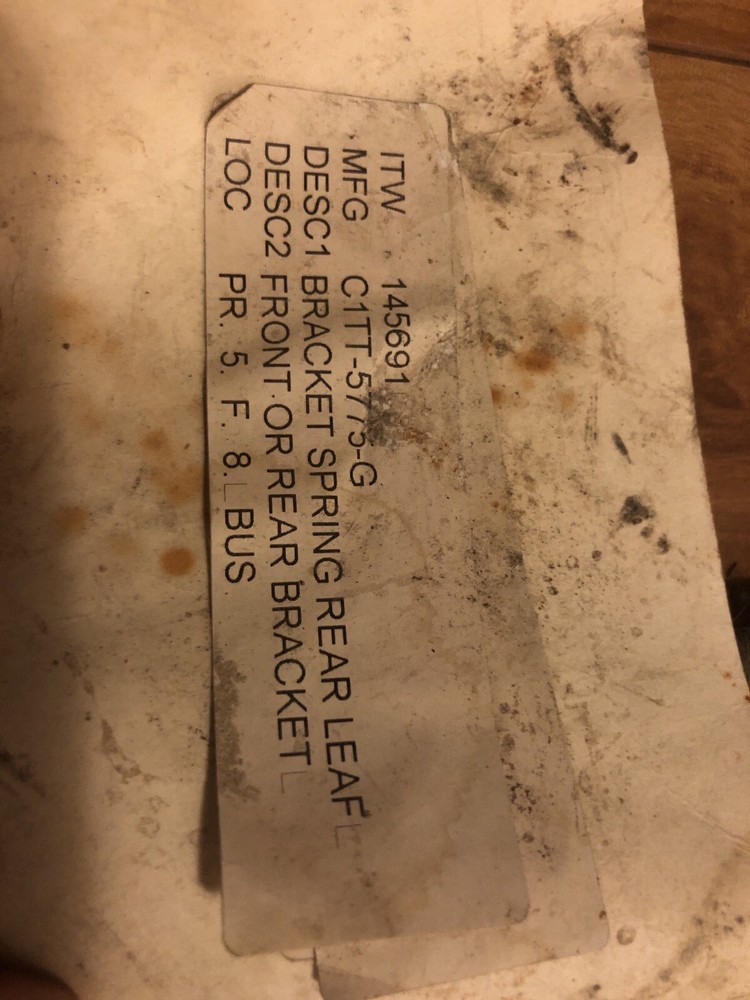 ITW 145691
MFG C1TT-5775-G
DESC1 BRACKET SPRING REAR LEAF
DESC2 FRONT OR REAR BRACKET
LOC PR. 5. F. 8. BUS